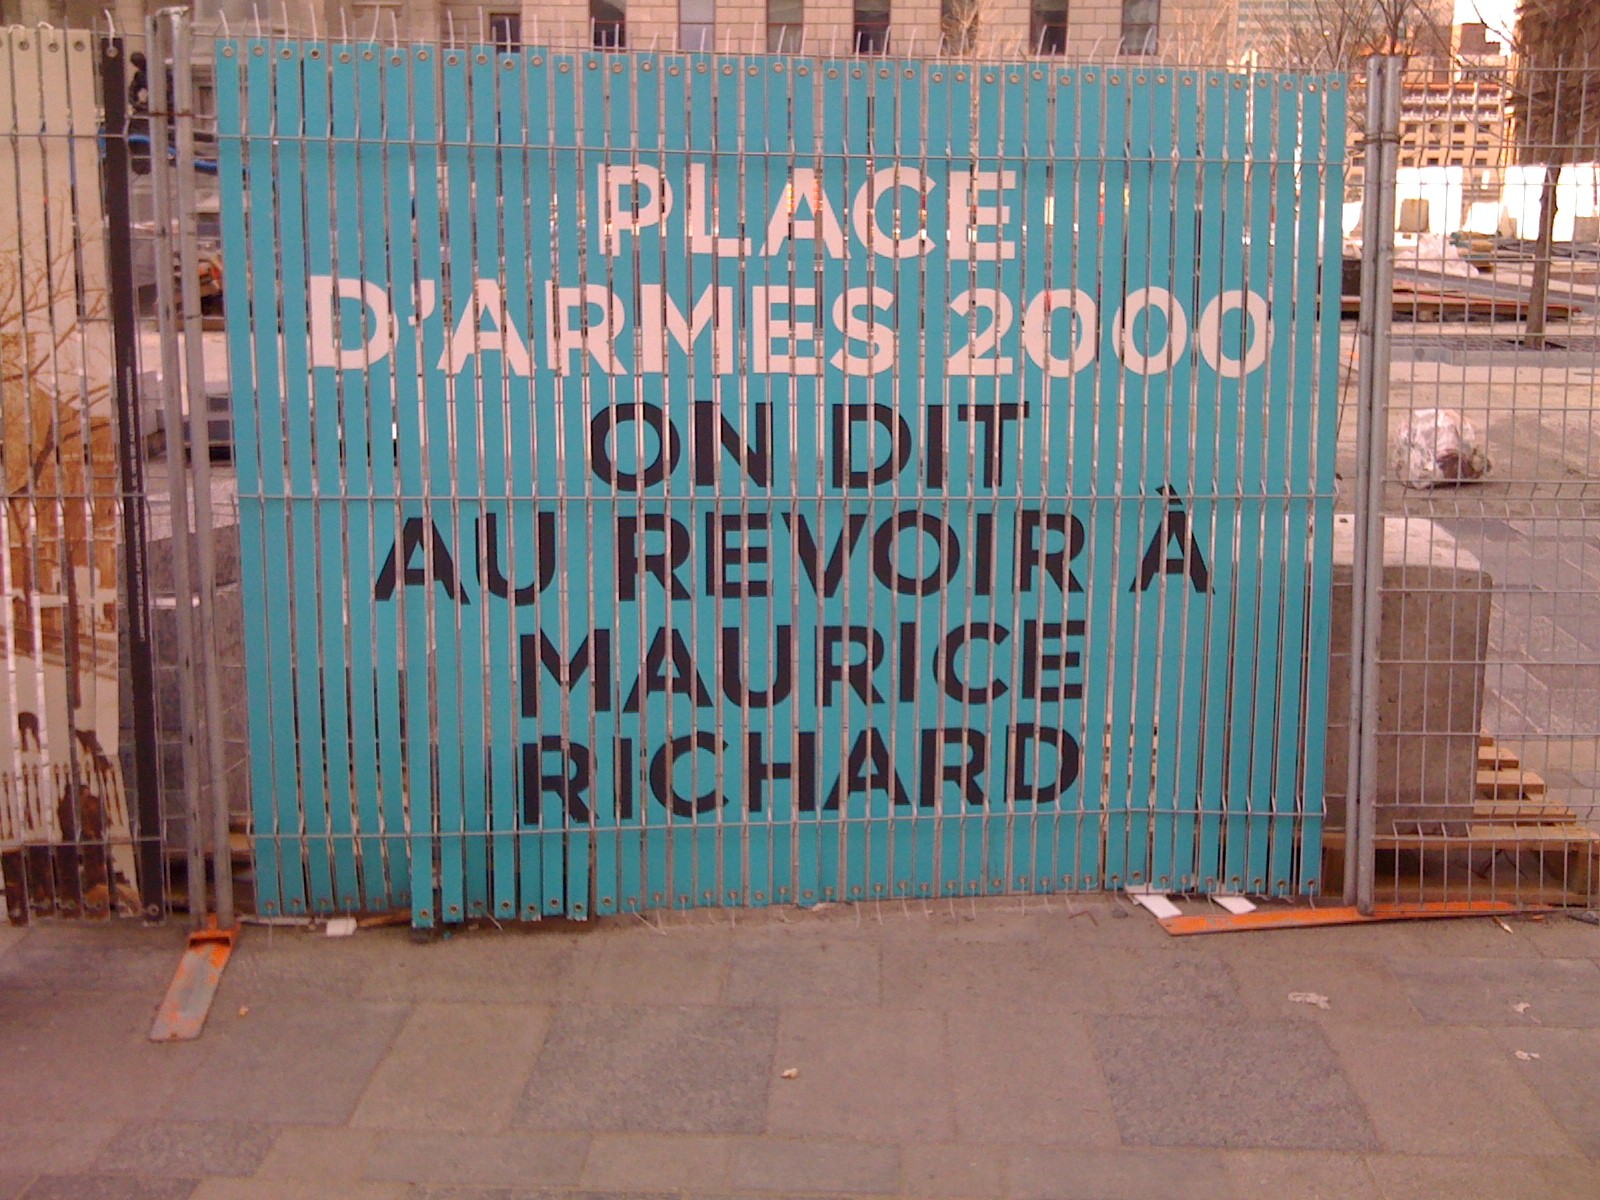 PLACE
D'ARMES 2000
ON DIT
AU REVOIR À
MAURICE
RICHARD